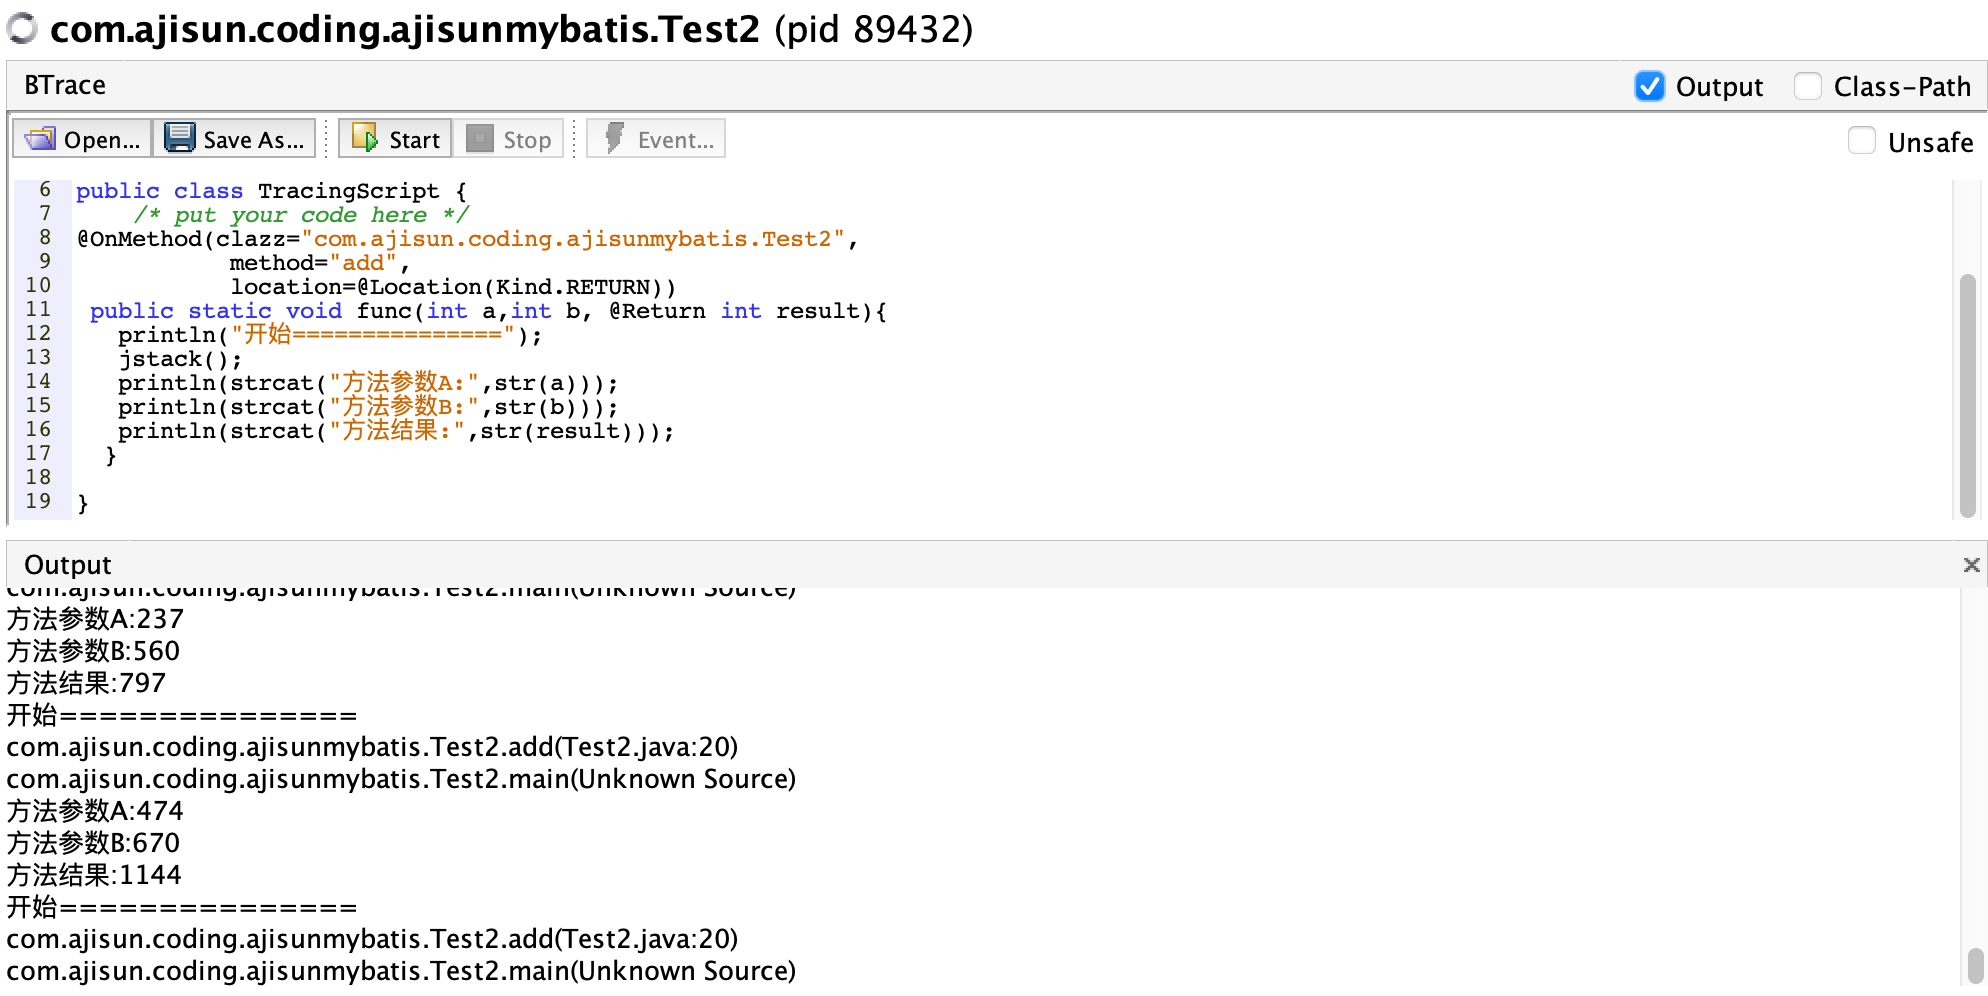 com.ajisun.coding.ajisunmybatis.Test2 (pid 89432)
BTrace
Output
Class-Path
Open...
Save As...
Start
Stop
Event...
Unsafe
6 public class TracingScript {
7 /* put your code here */
8 @OnMethod(clazz="com.ajisun.coding.ajisunmybatis.Test2",
9 method="add",
10 location=@Location(Kind.RETURN))
11 public static void func(int a,int b, @Return int result){
12 println("开始===============");
13 jstack();
14 println(strcat("方法参数A:",str(a)));
15 println(strcat("方法参数B:",str(b)));
16 println(strcat("方法结果:",str(result)));
17 }
18
19 }
Output
com.ajisun.coding.ajisunmybatis.Test2.main(Unknown Source)
方法参数A:237
方法参数B:560
方法结果:797
开始===============
com.ajisun.coding.ajisunmybatis.Test2.add(Test2.java:20)
com.ajisun.coding.ajisunmybatis.Test2.main(Unknown Source)
方法参数A:474
方法参数B:670
方法结果:1144
开始===============
com.ajisun.coding.ajisunmybatis.Test2.add(Test2.java:20)
com.ajisun.coding.ajisunmybatis.Test2.main(Unknown Source)